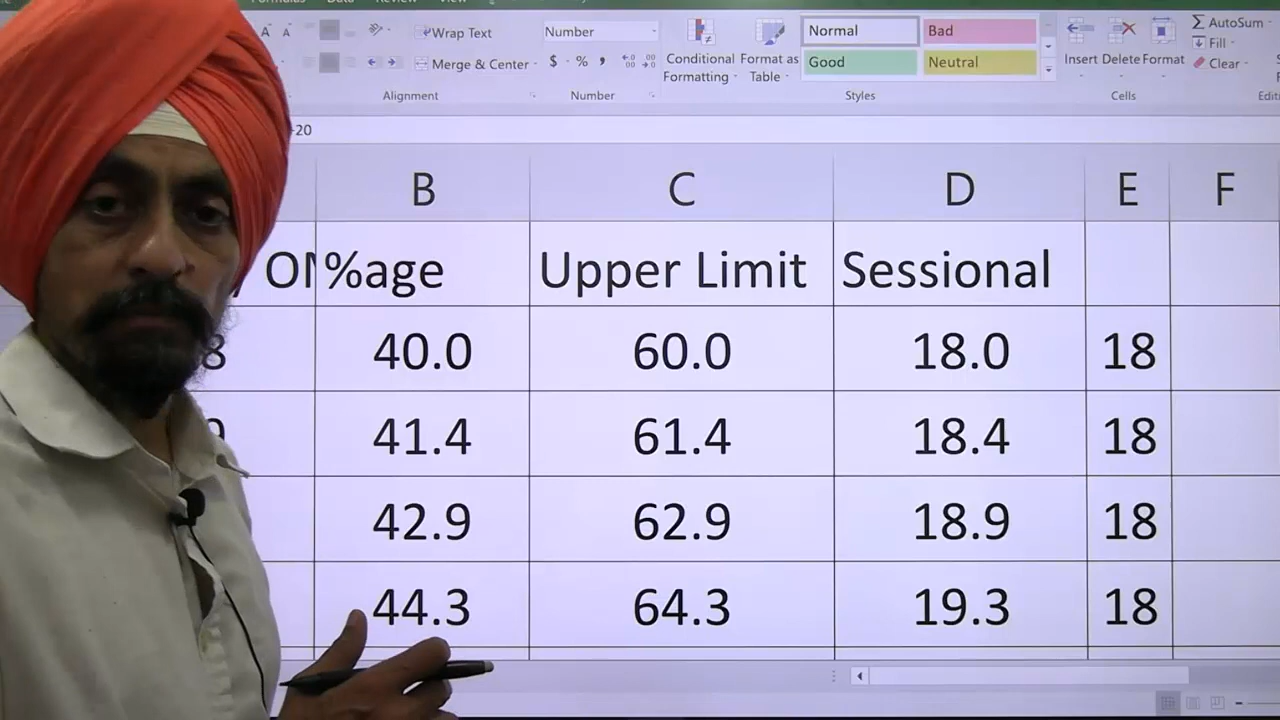 Wrap Text
Number
Normal
Bad
AutoSum
Fill
Merge & Center
$ % ,
Conditional Formatting
Format as Table
Good
Neutral
Insert
Delete
Format
Clear
Alignment
Number
Styles
Cells
20
B C D E F
%age Upper Limit Sessional
40.0 60.0 18.0 18
41.4 61.4 18.4 18
42.9 62.9 18.9 18
44.3 64.3 19.3 18